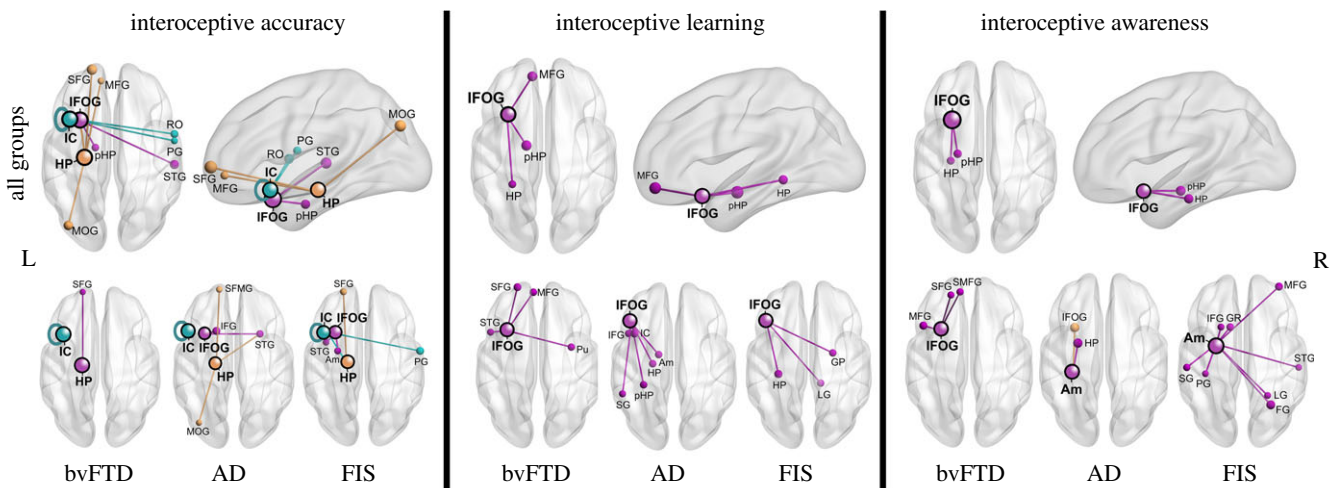 interoceptive accuracy
interoceptive learning
interoceptive awareness
all groups
SFG
MFG
IFOG
IC
RO
PG
STG
pHP
HP
MOG
MOG
PG
RO
STG
IC
SFG
MFG
HP
IFOG
pHP
MFG
IFOG
pHP
HP
MFG
IFOG
pHP
HP
IFOG
pHP
HP
IFOG
pHP
HP
L
R
SFG
IC
HP
SFMG
IC
IFG
IFOG
STG
HP
MOG
SFG
IC IFOG
STG
Am
HP
PG
SFG
MFG
STG
IFOG
Pu
IFOG
IFG
IC
Am
HP
pHP
SG
IFOG
GP
HP
LG
SFG
SMFG
MFG
IFOG
IFOG
HP
Am
MFG
IFG GR
Am
SG
PG
STG
LG
FG
bvFTD
AD
FIS
bvFTD
AD
FIS
bvFTD
AD
FIS